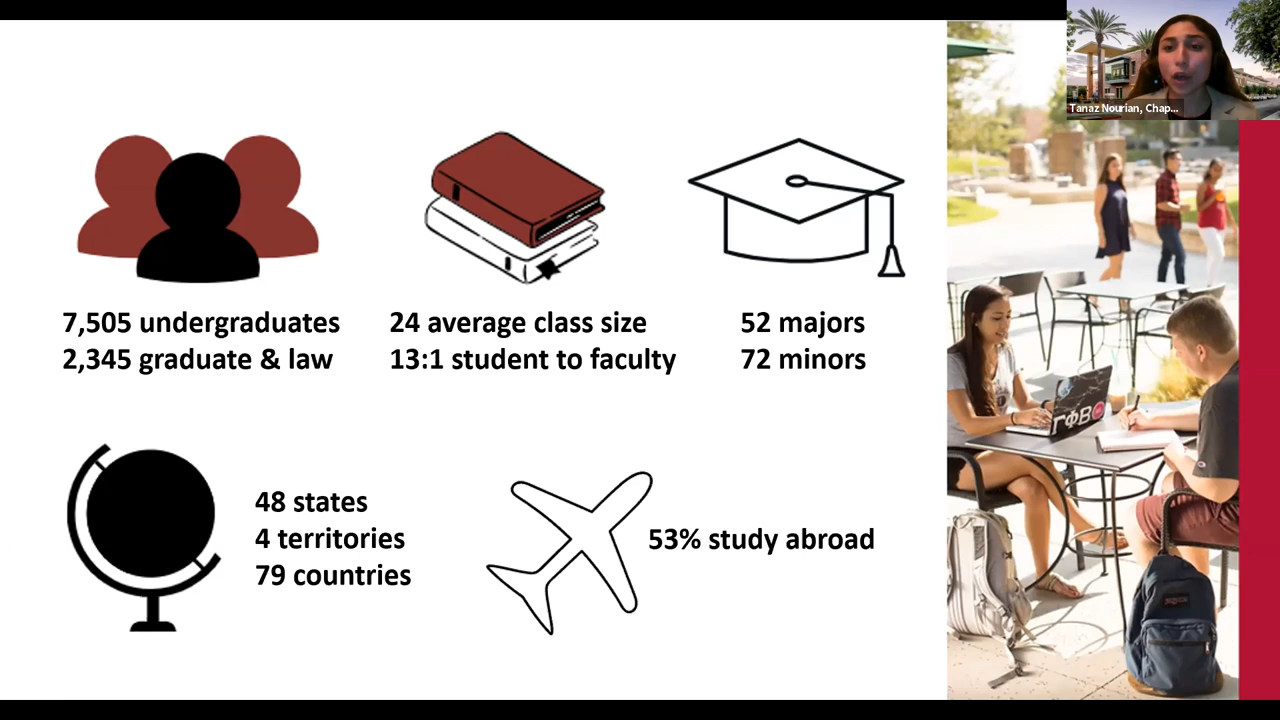 Tanaz Nourian, Chap...
7,505 undergraduates
2,345 graduate & law
24 average class size
13:1 student to faculty
52 majors
72 minors
48 states
4 territories
79 countries
53% study abroad
ΓΦΒ
JANSPORT